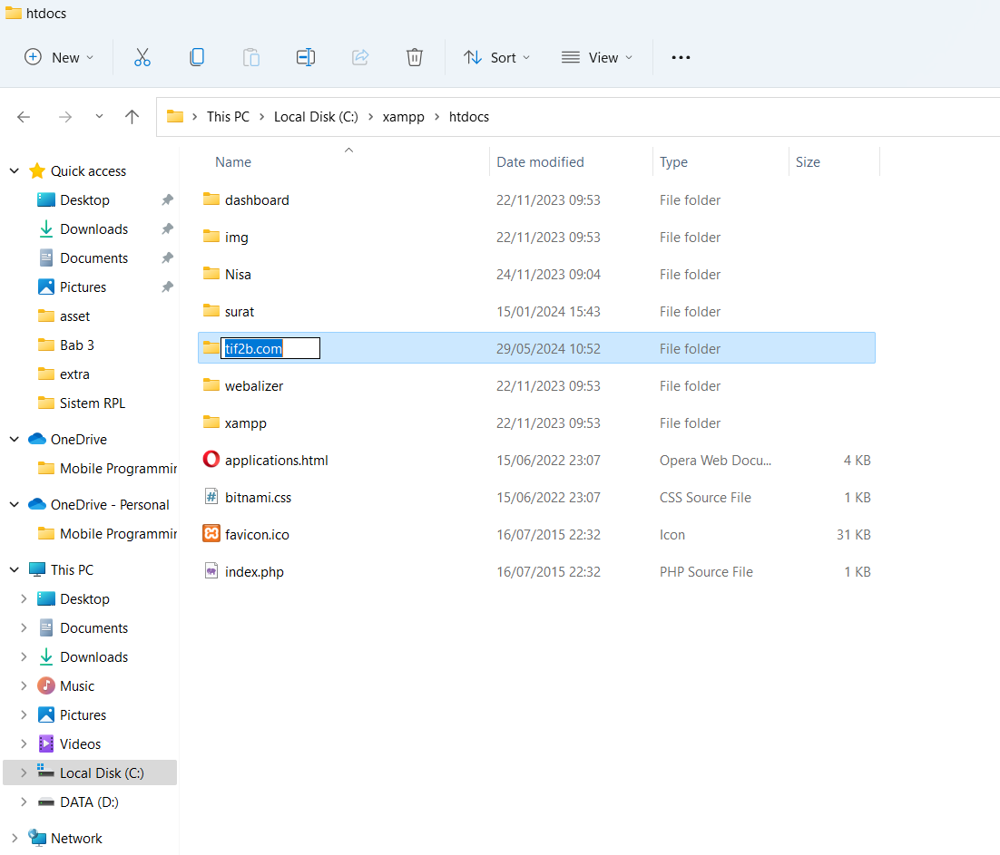 htdocs
New
Sort
View
This PC > Local Disk (C:) > xampp > htdocs
Quick access
Desktop
Downloads
Documents
Pictures
asset
Bab 3
extra
Sistem RPL
OneDrive
Mobile Programmin
OneDrive - Personal
Mobile Programmin
This PC
Desktop
Documents
Downloads
Music
Pictures
Videos
Local Disk (C:)
DATA (D:)
Network
Name Date modified Type Size
dashboard 22/11/2023 09:53 File folder
img 22/11/2023 09:53 File folder
Nisa 24/11/2023 09:04 File folder
surat 15/01/2024 15:43 File folder
tif2b.com 29/05/2024 10:52 File folder
webalizer 22/11/2023 09:53 File folder
xampp 22/11/2023 09:53 File folder
applications.html 15/06/2022 23:07 Opera Web Docu... 4 KB
bitnami.css 15/06/2022 23:07 CSS Source File 1 KB
favicon.ico 16/07/2015 22:32 Icon 31 KB
index.php 16/07/2015 22:32 PHP Source File 1 KB